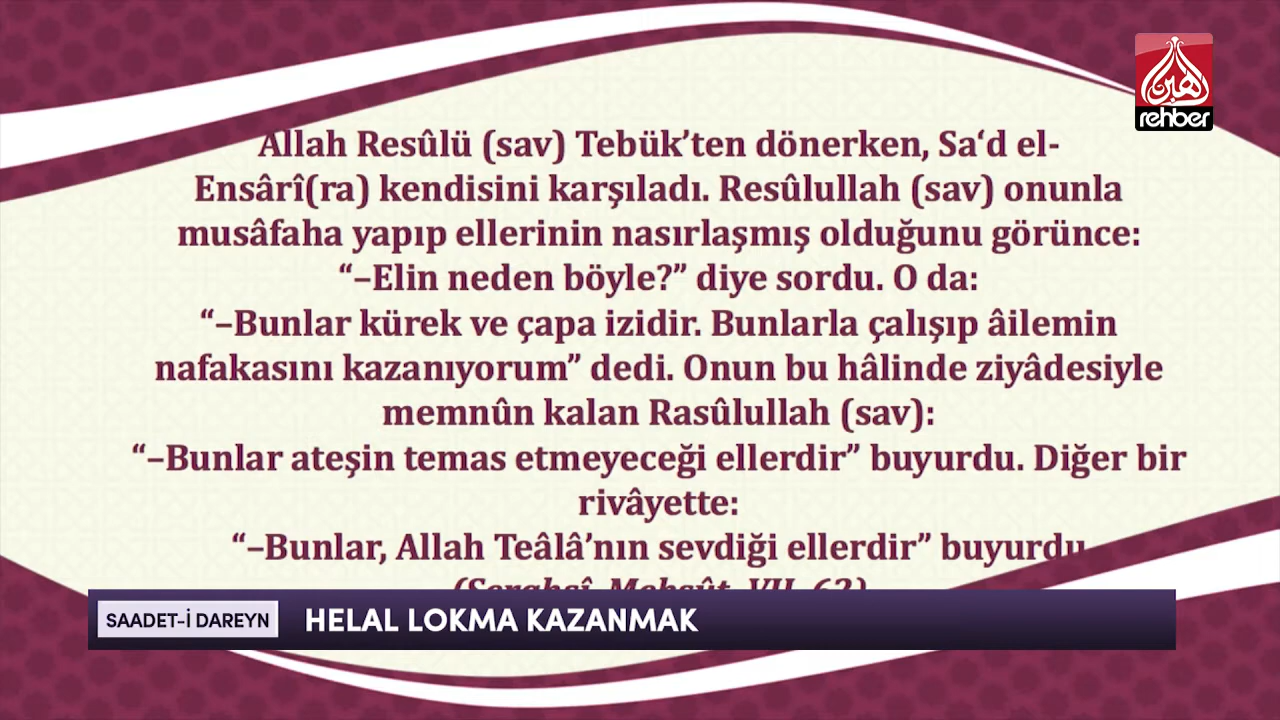 رهبر
rehber
Allah Resûlü (sav) Tebük’ten dönerken, Sa‘d el-
Ensârî(ra) kendisini karşıladı. Resûlullah (sav) onunla
musâfaha yapıp ellerinin nasırlaşmış olduğunu görünce:
“–Elin neden böyle?” diye sordu. O da:
“–Bunlar kürek ve çapa izidir. Bunlarla çalışıp âilemin
nafakasını kazanıyorum” dedi. Onun bu hâlinde ziyâdesiyle
memnûn kalan Rasûlullah (sav):
“–Bunlar ateşin temas etmeyeceği ellerdir” buyurdu. Diğer bir
rivâyette:
“–Bunlar, Allah Teâlâ’nın sevdiği ellerdir” buyurdu
SAADET-İ DAREYN
HELAL LOKMA KAZANMAK